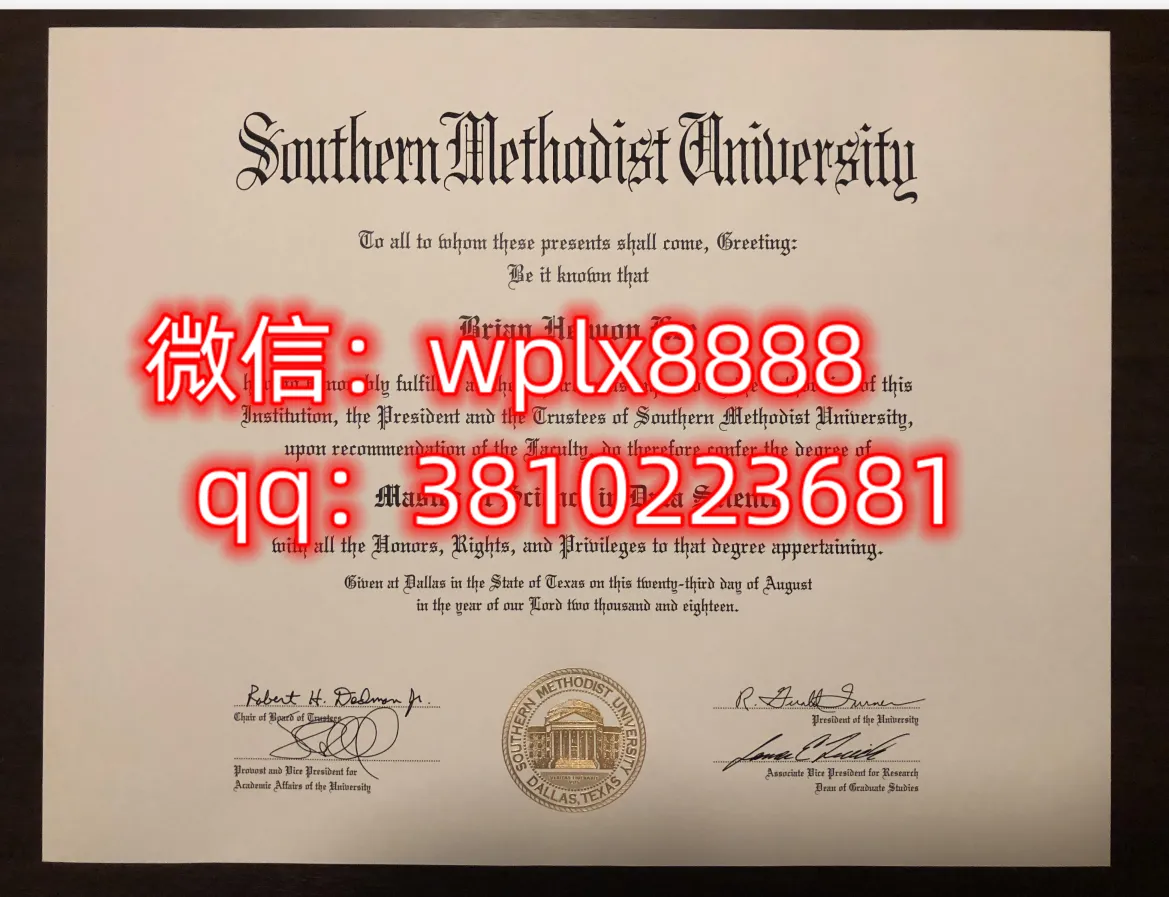 Southern Methodist University
To all to whom these presents shall come, Greeting:
Be it known that
Brian
微信：wplx8888
of this
Institution, the President and the Trustees of Southern Methodist University,
upon recommendation of the Faculty, do therefore confer the degree of
qq：3810223681
with all the Honors, Rights, and Privileges to that degree appertaining.
Given at Dallas in the State of Texas on this twenty-third day of August
in the year of our Lord two thousand and eighteen.
Robert H. Dedman Jr.
Chair of Board of Trustees
Provost and Vice President for
Academic Affairs of the University
SOUTHERN METHODIST UNIVERSITY
DALLAS, TEXAS
R. Gerald Turner
President of the University
Associate Vice President for Research
Dean of Graduate Studies